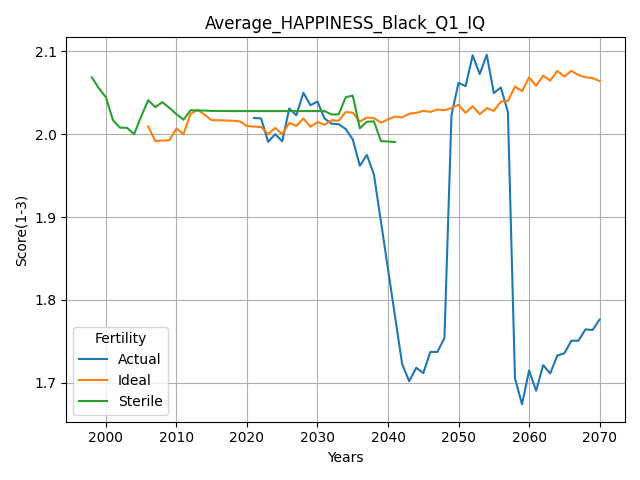 Average_HAPPINESS_Black_Q1_IQ
Score(1-3)
2.1
2.0
1.9
1.8
1.7
Fertility
Actual
Ideal
Sterile
2000 2010 2020 2030 2040 2050 2060 2070
Years